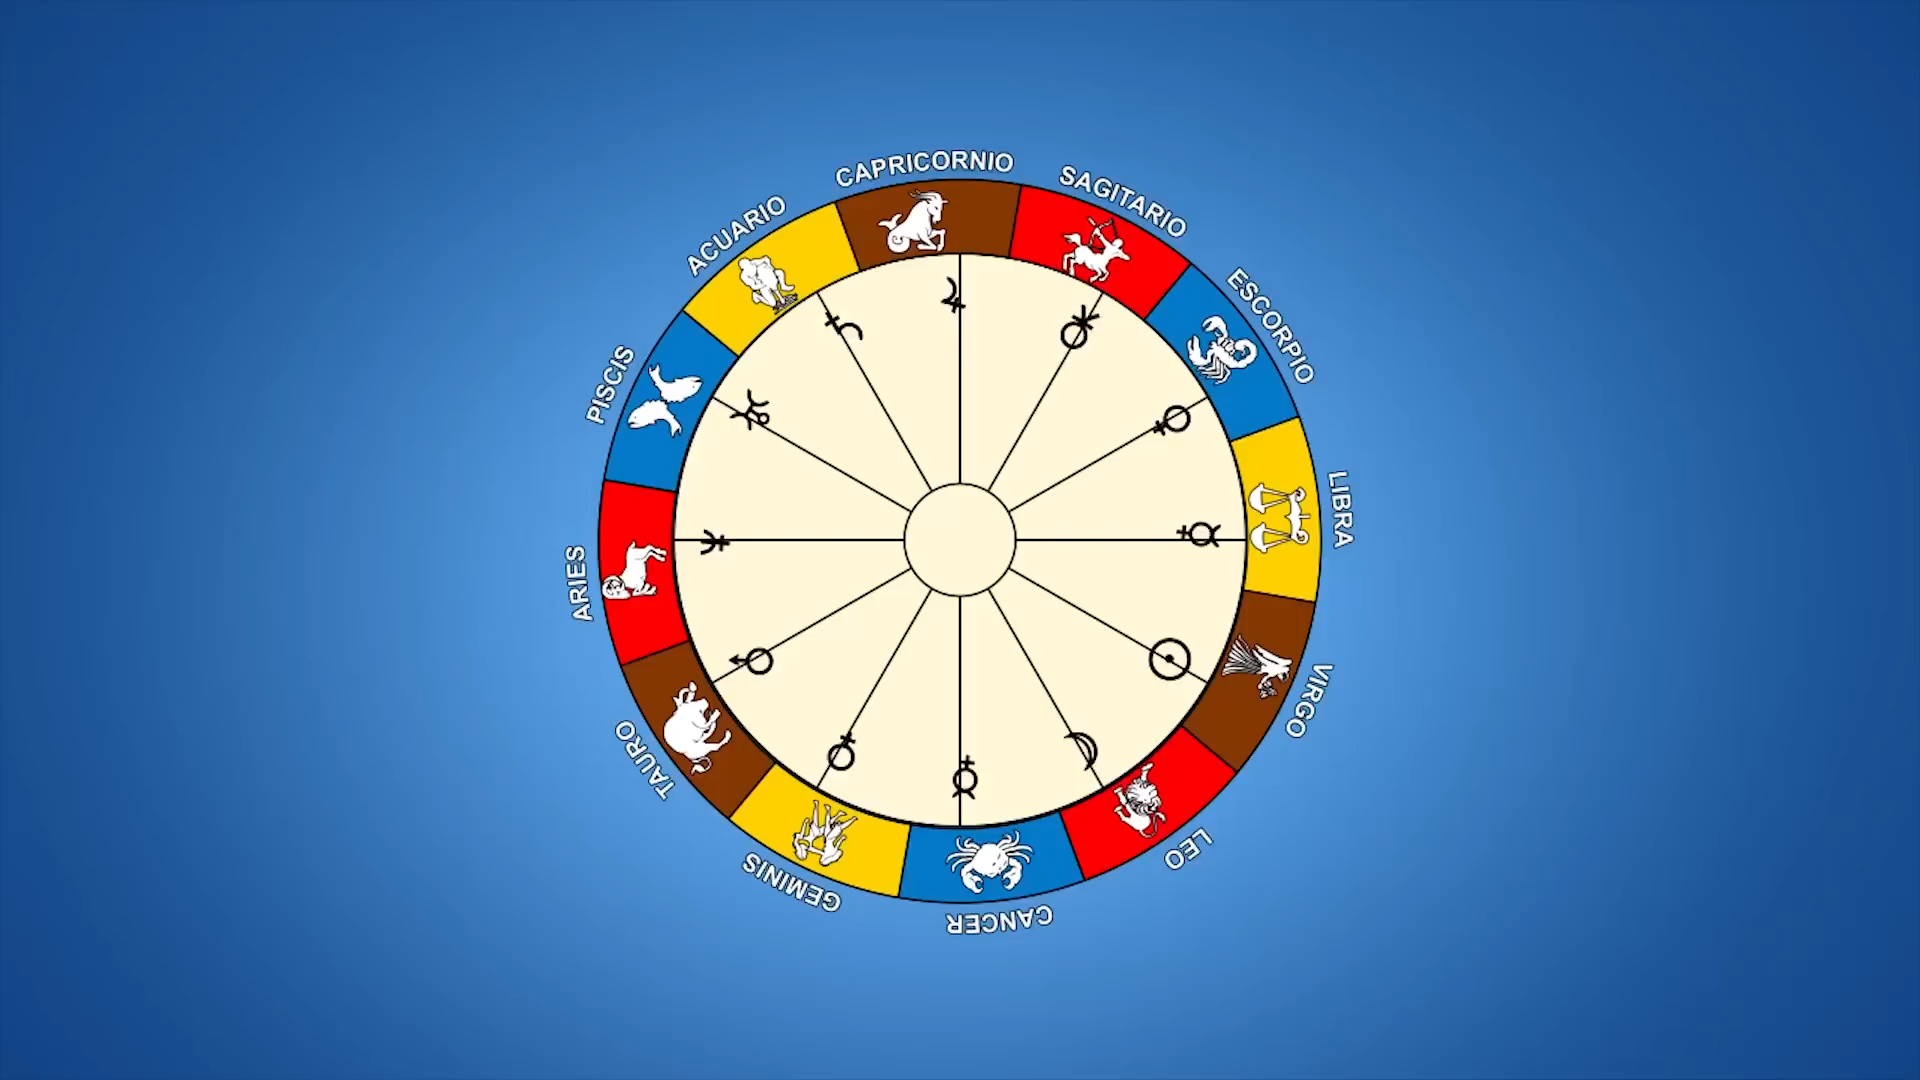 CAPRICORNIO
SAGITARIO
ESCORPIO
LIBRA
VIRGO
LEO
CANCER
GEMINIS
TAURO
ARIES
PISCIS
ACUARIO